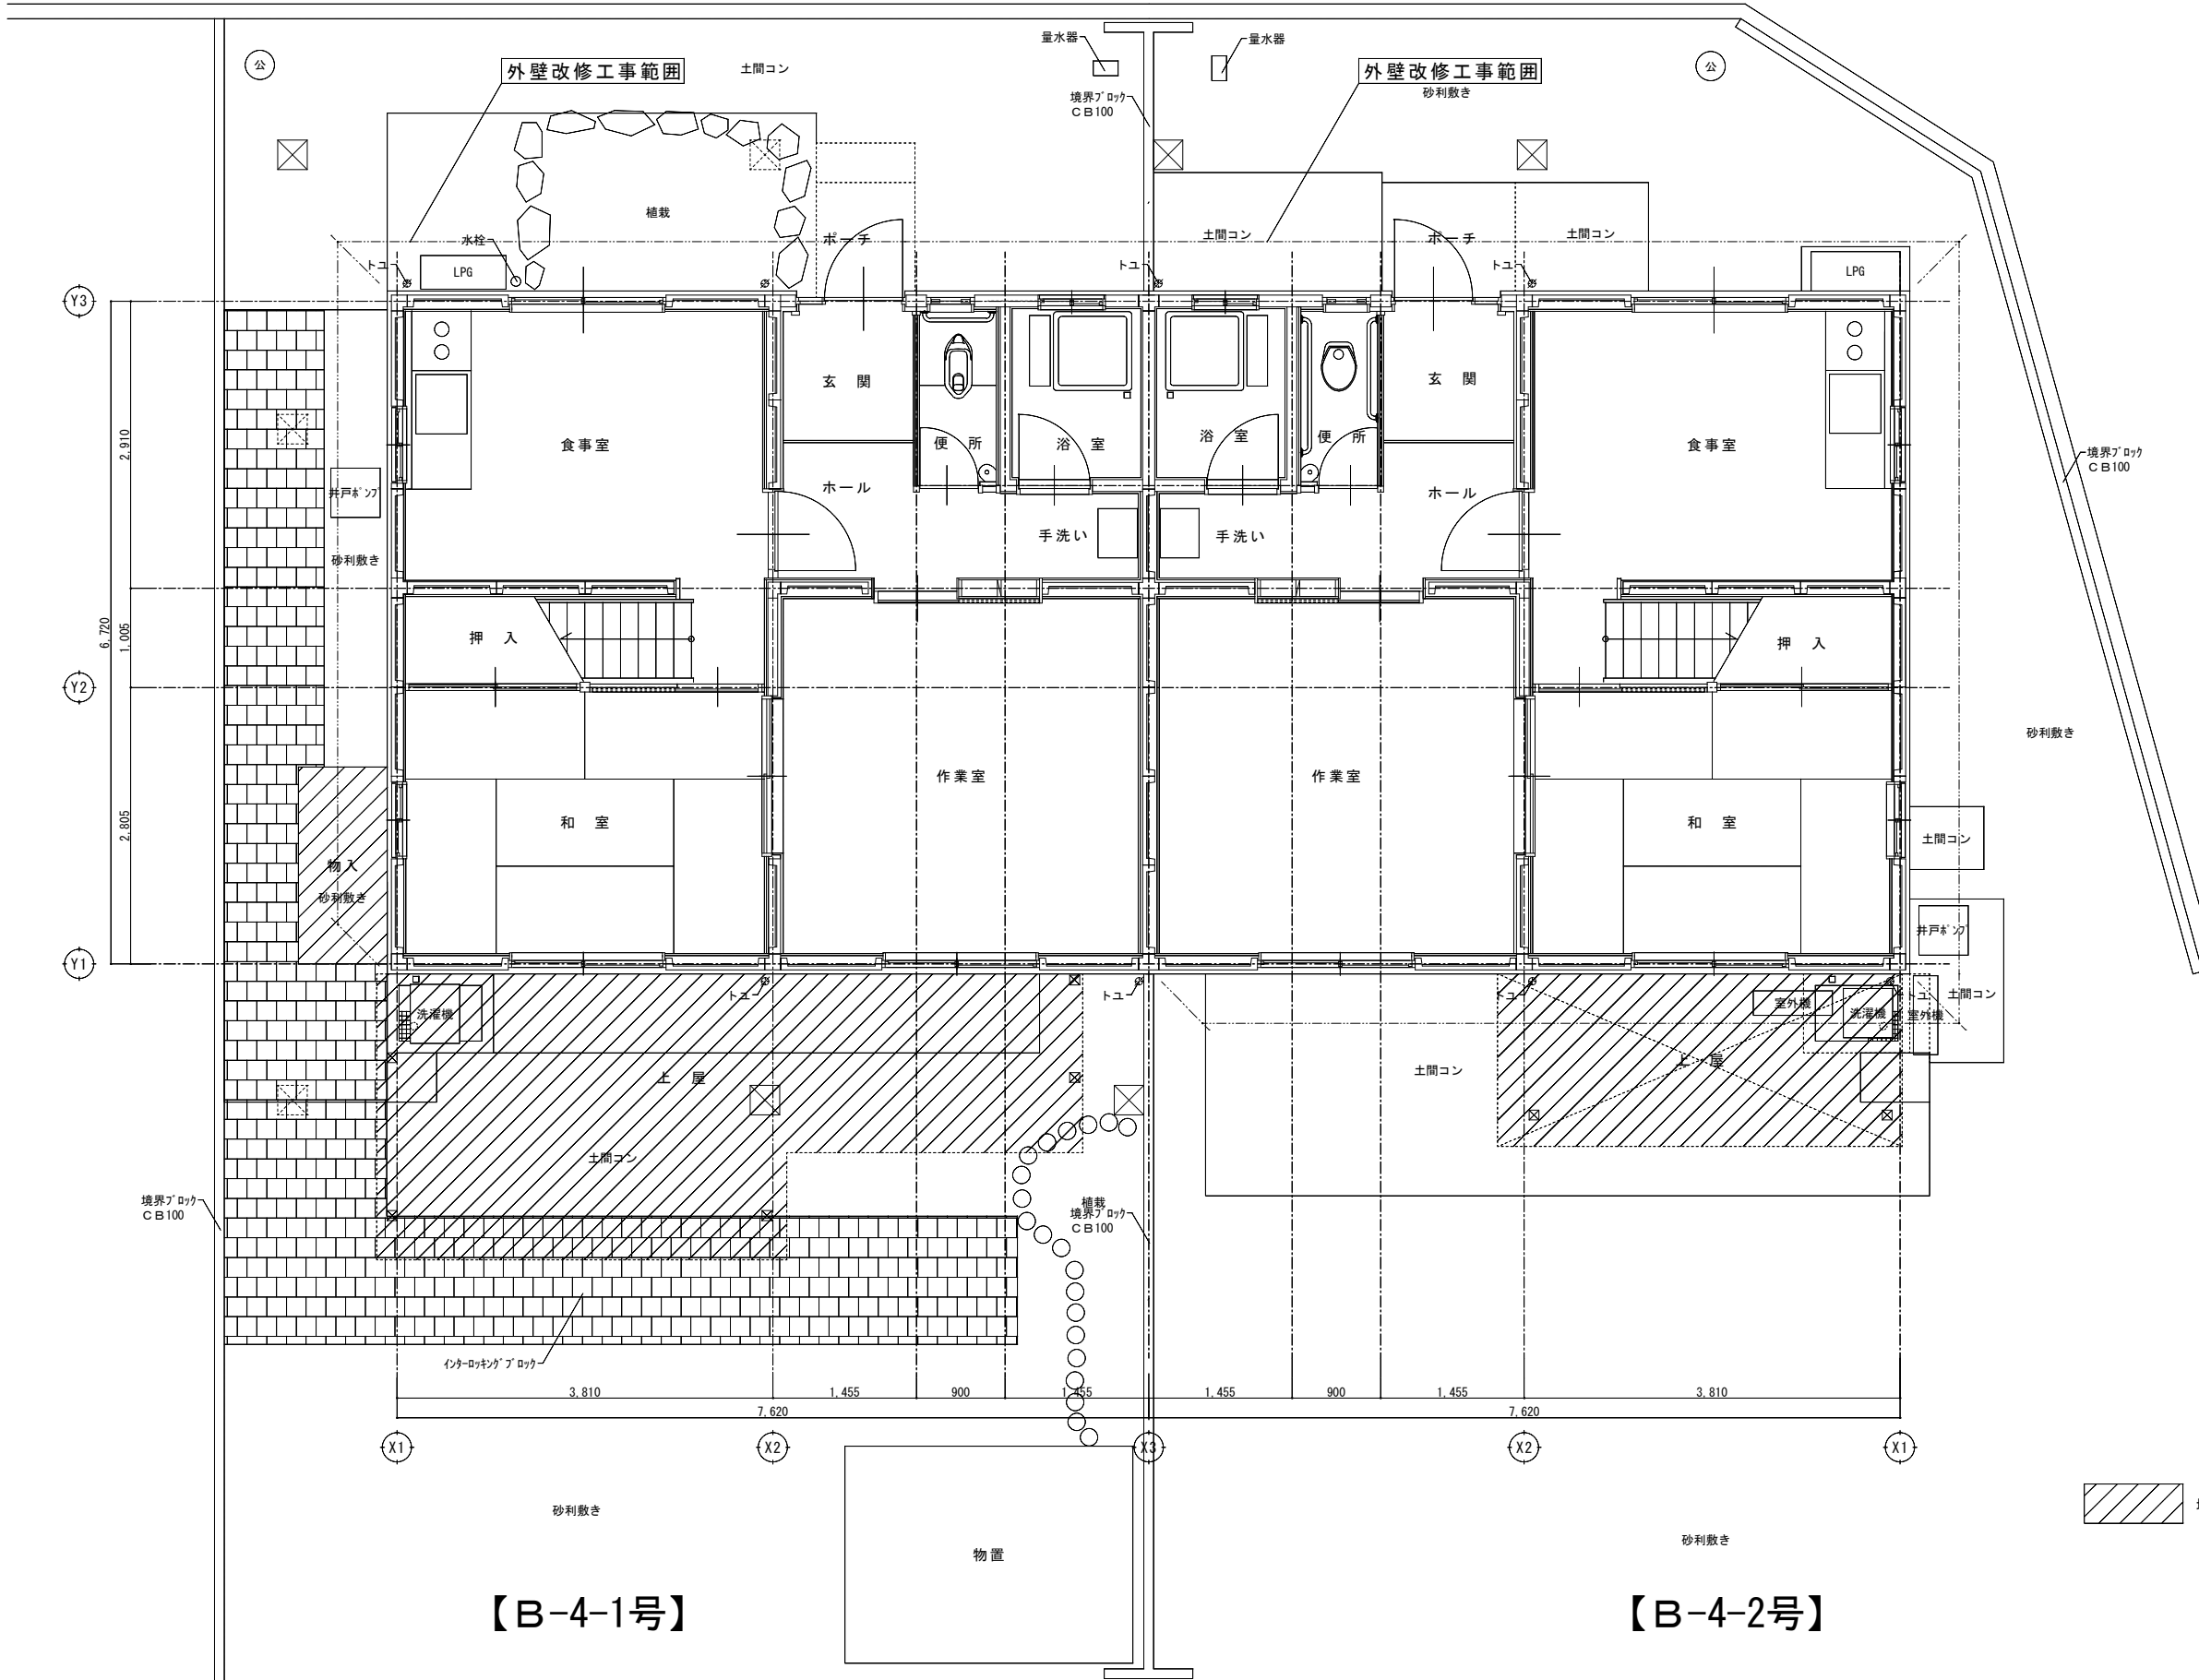 量水器
量水器
公
外壁改修工事範囲
土間コン
外壁改修工事範囲
公
砂利敷き
境界ブロック
CB100
植栽
水栓
ポーチ
土間コン
ポーチ
土間コン
トユ
LPG
トユ
トユ
LPG
Y3
玄 関
玄 関
食事室
便 所
浴 室
浴 室
便 所
食事室
境界ブロック
CB100
2,910
井戸ポンプ
ホール
ホール
手洗い
手洗い
砂利敷き
6,720
1,005
押 入
押 入
Y2
砂利敷き
作業室
作業室
2,805
和 室
和 室
土間コン
物入
砂利敷き
井戸ポンプ
Y1
トユ
トユ
トユ
トユ
土間コン
洗濯機
室外機
洗濯機
室外機
上 屋
土間コン
上 屋
土間コン
境界ブロック
CB100
植栽
境界ブロック
CB100
インターロッキングブロック
3,810
1,455
900
1,455
1,455
900
1,455
3,810
7,620
7,620
X1
X2
X3
X2
X1
砂利敷き
物置
砂利敷き
【B-4-1号】
【B-4-2号】